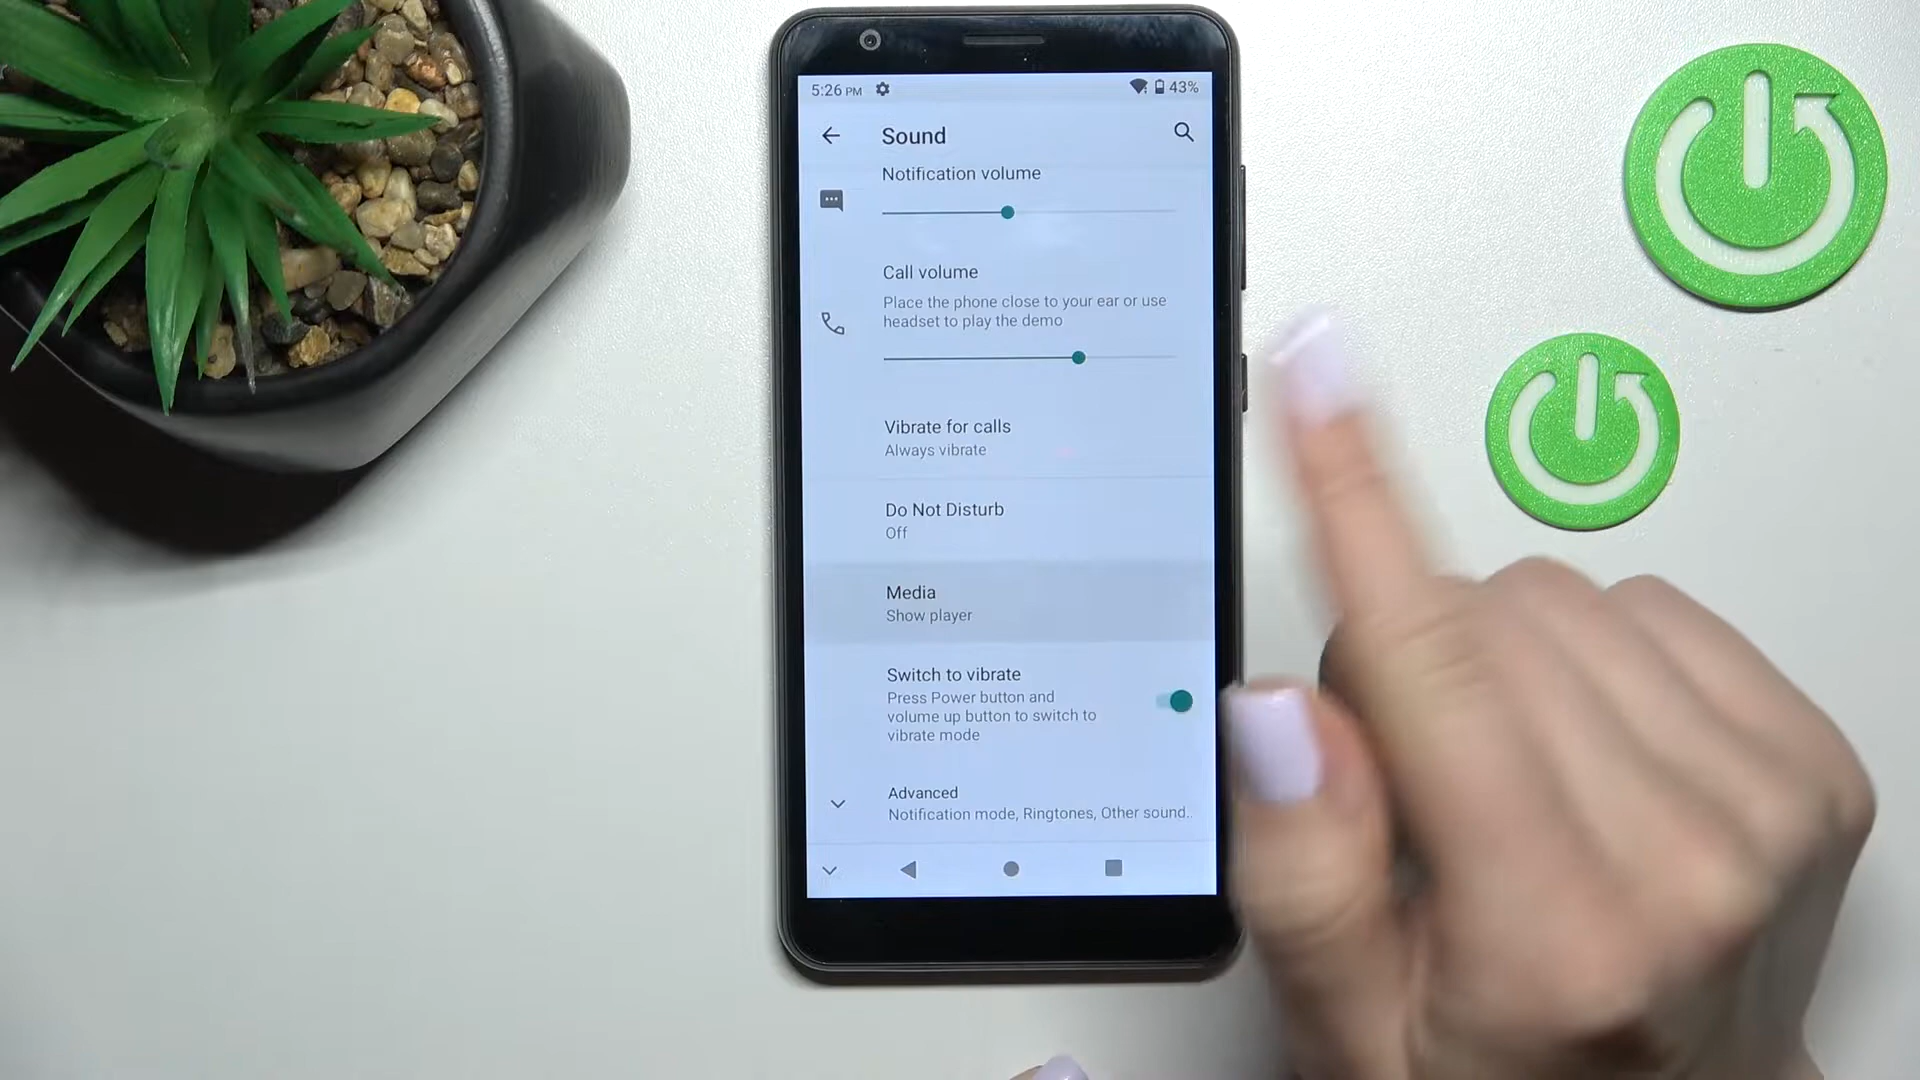 5:26 PM
43%
Sound
Notification volume
Call volume
Place the phone close to your ear or use
headset to play the demo
Vibrate for calls
Always vibrate
Do Not Disturb
Off
Media
Show player
Switch to vibrate
Press Power button and
volume up button to switch to
vibrate mode
Advanced
Notification mode, Ringtones, Other sound..